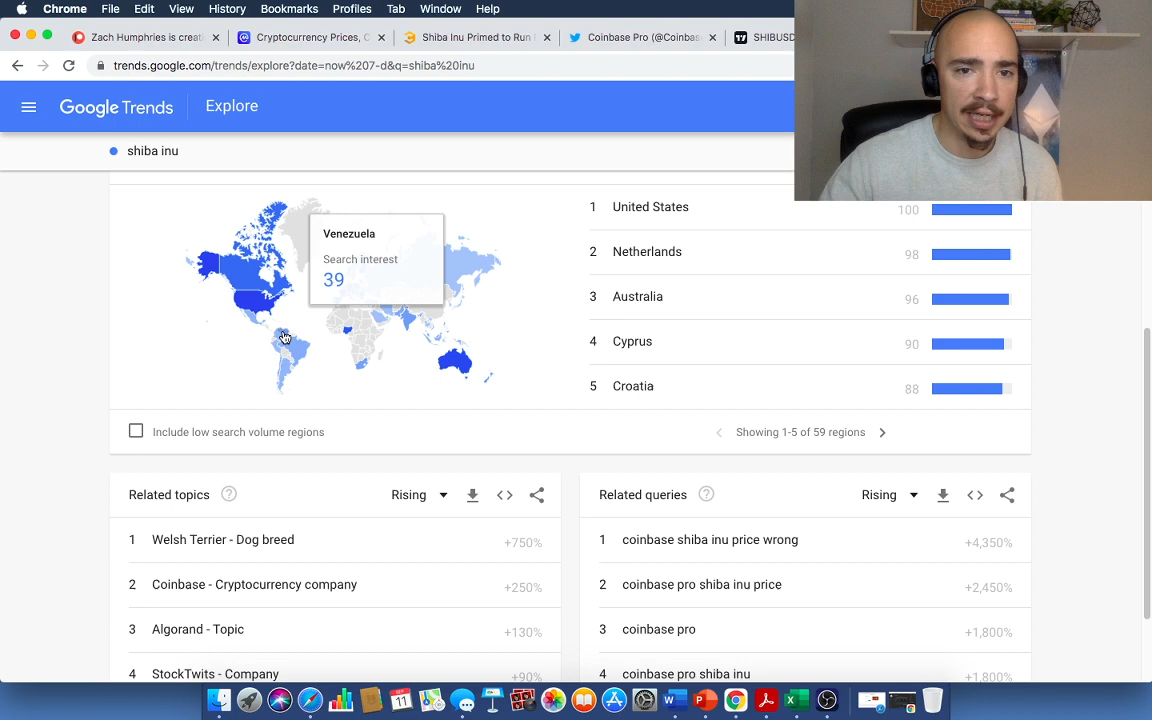 Chrome File Edit View History Bookmarks Profiles Tab Window Help
Zach Humphries is creati
Cryptocurrency Prices, C
Shiba Inu Primed to Run
Coinbase Pro (@Coinbas
SHIBUSD
trends.google.com/trends/explore?date=now%207-d&q=shiba%20inu
Google Trends Explore
shiba inu
Venezuela
Search interest
39
1 United States 100
2 Netherlands 98
3 Australia 96
4 Cyprus 90
5 Croatia 88
Include low search volume regions
Showing 1-5 of 59 regions
Related topics Rising
1 Welsh Terrier - Dog breed +750%
2 Coinbase - Cryptocurrency company +250%
3 Algorand - Topic +130%
4 StockTwits - Company +90%
Related queries Rising
1 coinbase shiba inu price wrong +4,350%
2 coinbase pro shiba inu price +2,450%
3 coinbase pro +1,800%
4 coinbase pro shiba inu +1,800%
SEP
11